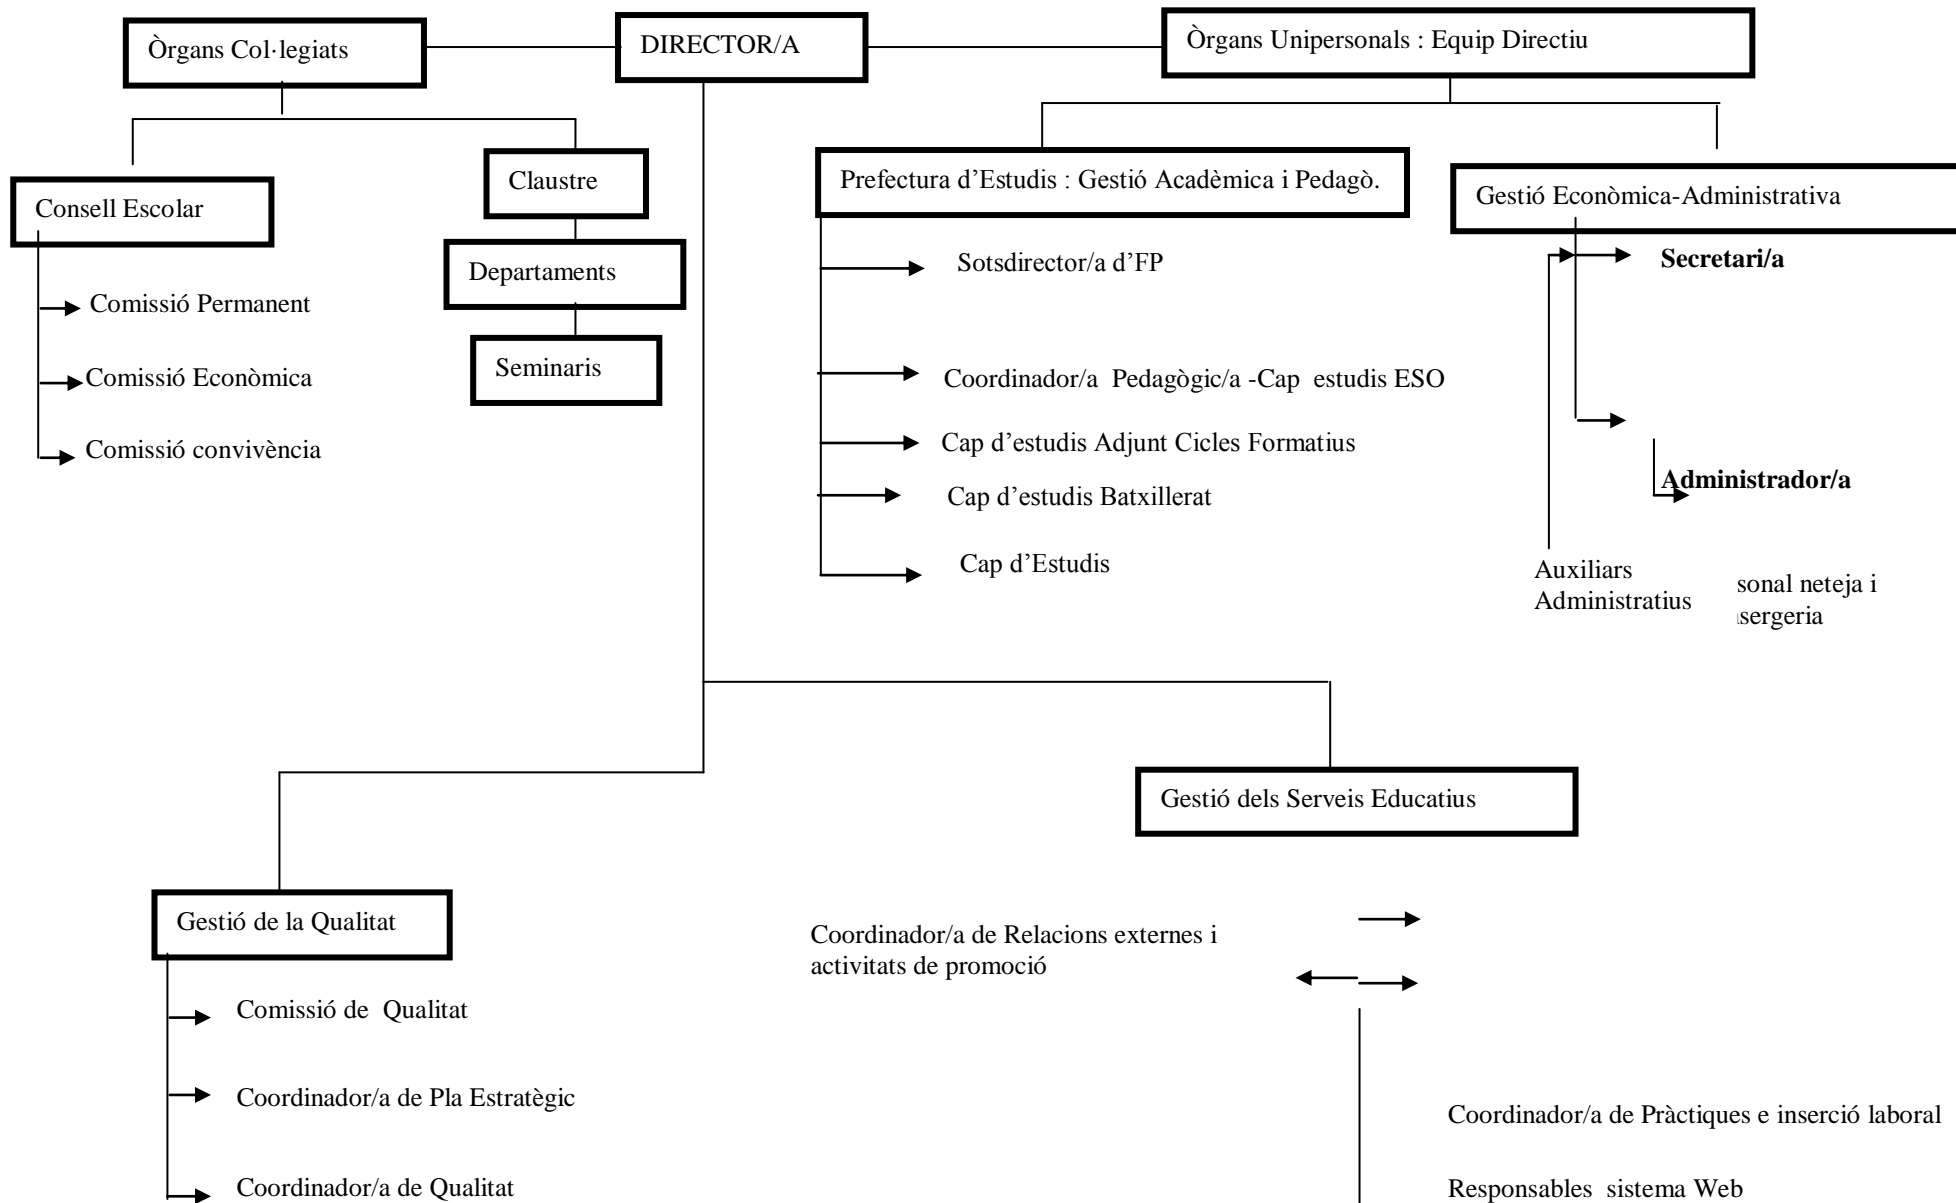 Òrgans Col·legiats
DIRECTOR/A
Òrgans Unipersonals : Equip Directiu
Consell Escolar
Comissió Permanent
Comissió Econòmica
Comissió convivència
Claustre
Departaments
Seminaris
Prefectura d’Estudis : Gestió Acadèmica i Pedagò.
Sotsdirector/a d’FP
Coordinador/a Pedagògic/a -Cap estudis ESO
Cap d’estudis Adjunt Cicles Formatius
Cap d’estudis Batxillerat
Cap d’Estudis
Gestió Econòmica-Administrativa
Secretari/a
Administrador/a
Auxiliars
Administratius
sonal neteja i
sergeria
Gestió dels Serveis Educatius
Gestió de la Qualitat
Comissió de Qualitat
Coordinador/a de Pla Estratègic
Coordinador/a de Qualitat
Coordinador/a de Relacions externes i
activitats de promoció
Coordinador/a de Pràctiques e inserció laboral
Responsables sistema Web